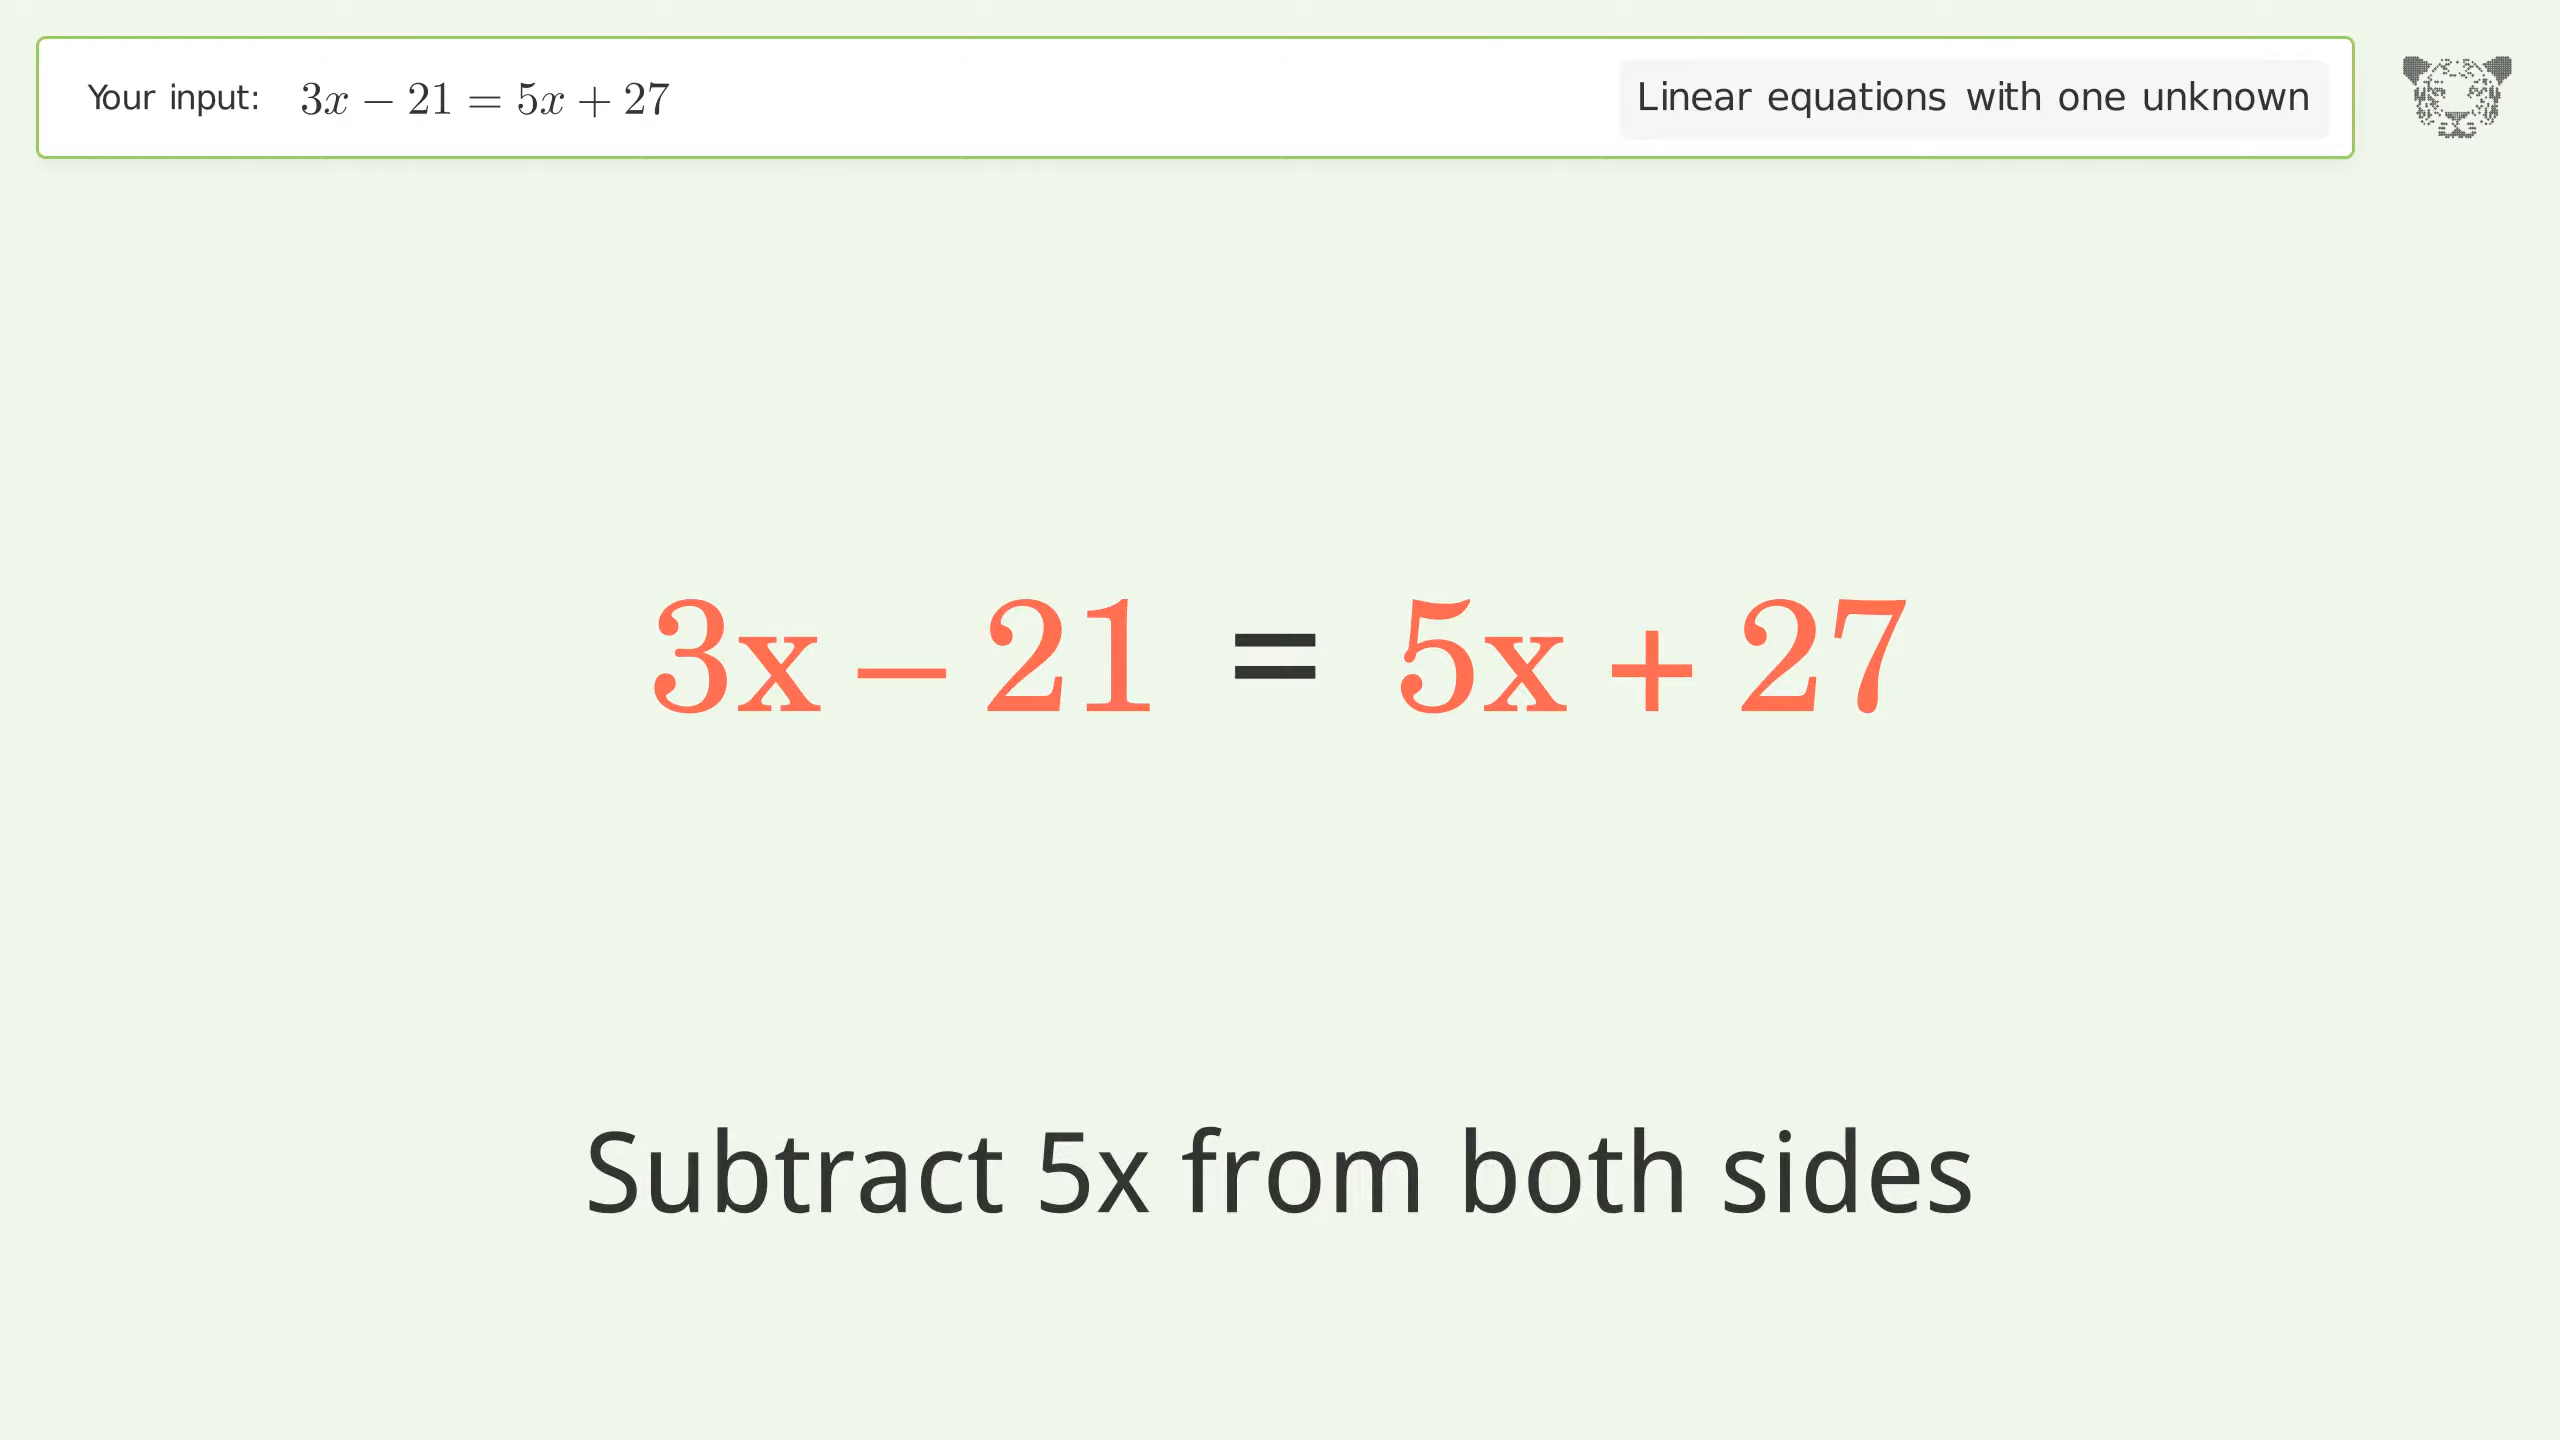 Your input: 3x − 21 = 5x + 27
Linear equations with one unknown
3x – 21 = 5x + 27
Subtract 5x from both sides